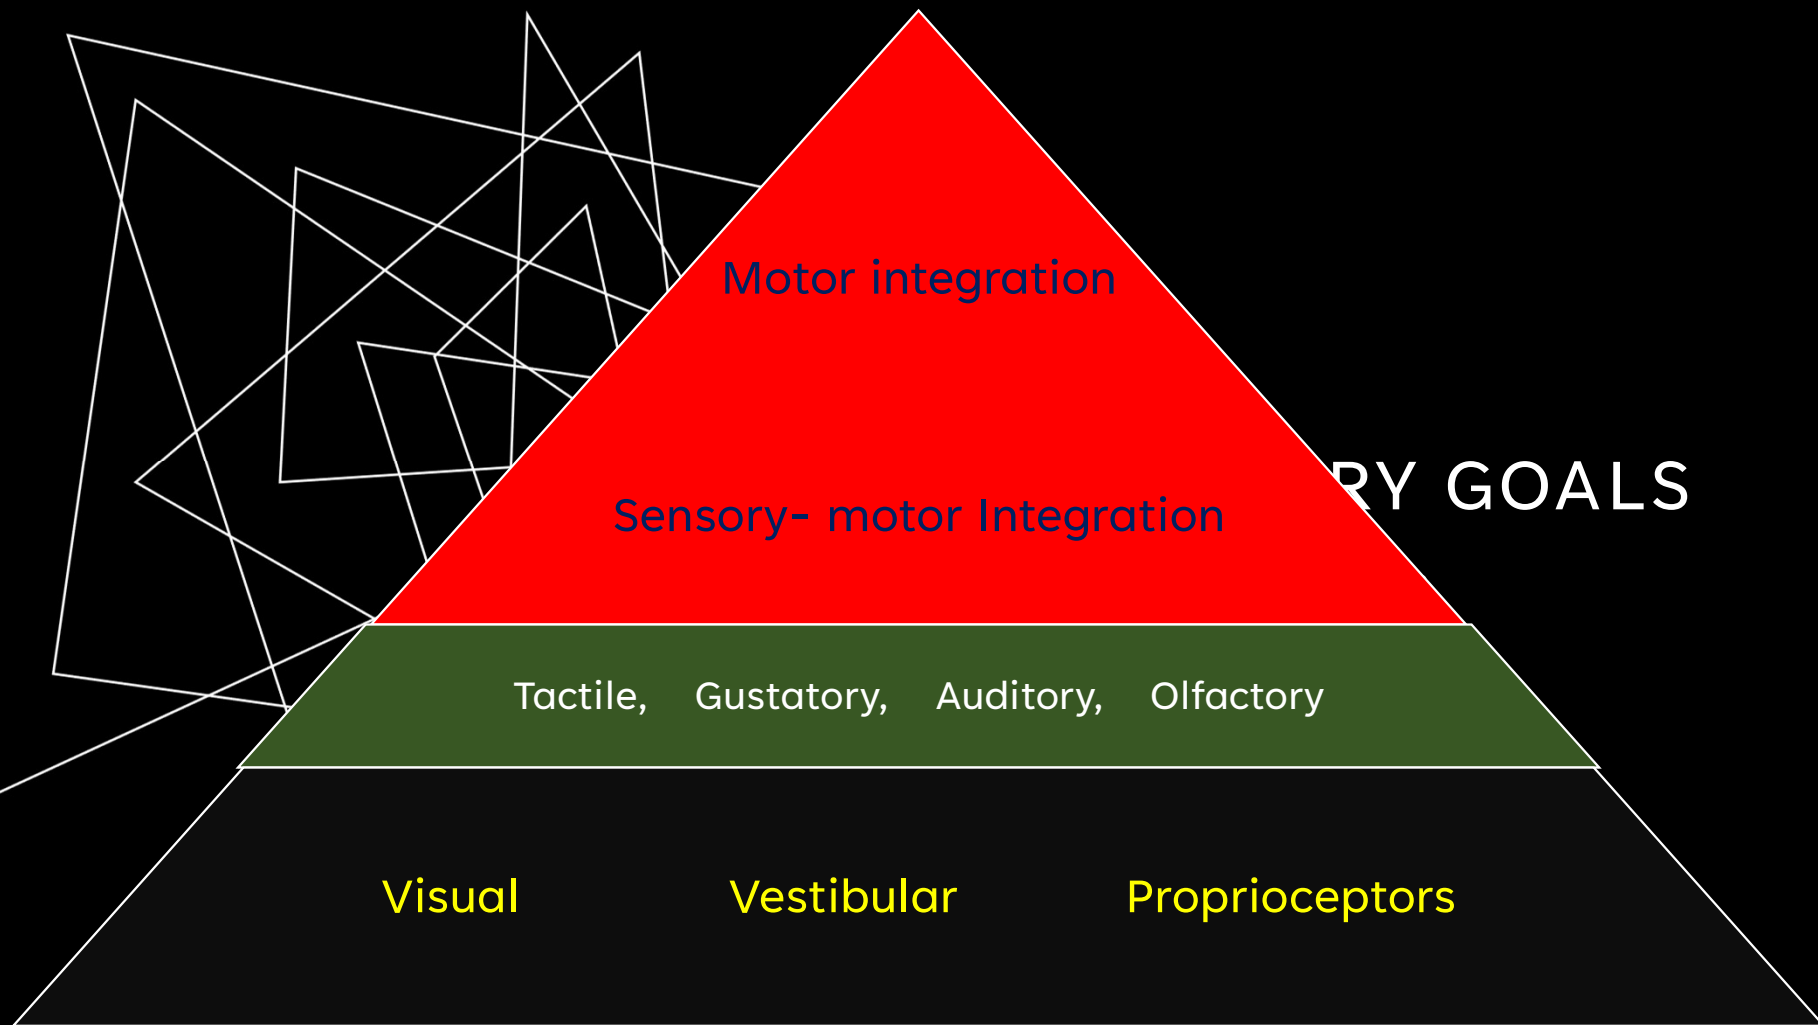 Motor integration
RY GOALS
Sensory- motor Integration
Tactile, Gustatory, Auditory, Olfactory
Visual Vestibular Proprioceptors